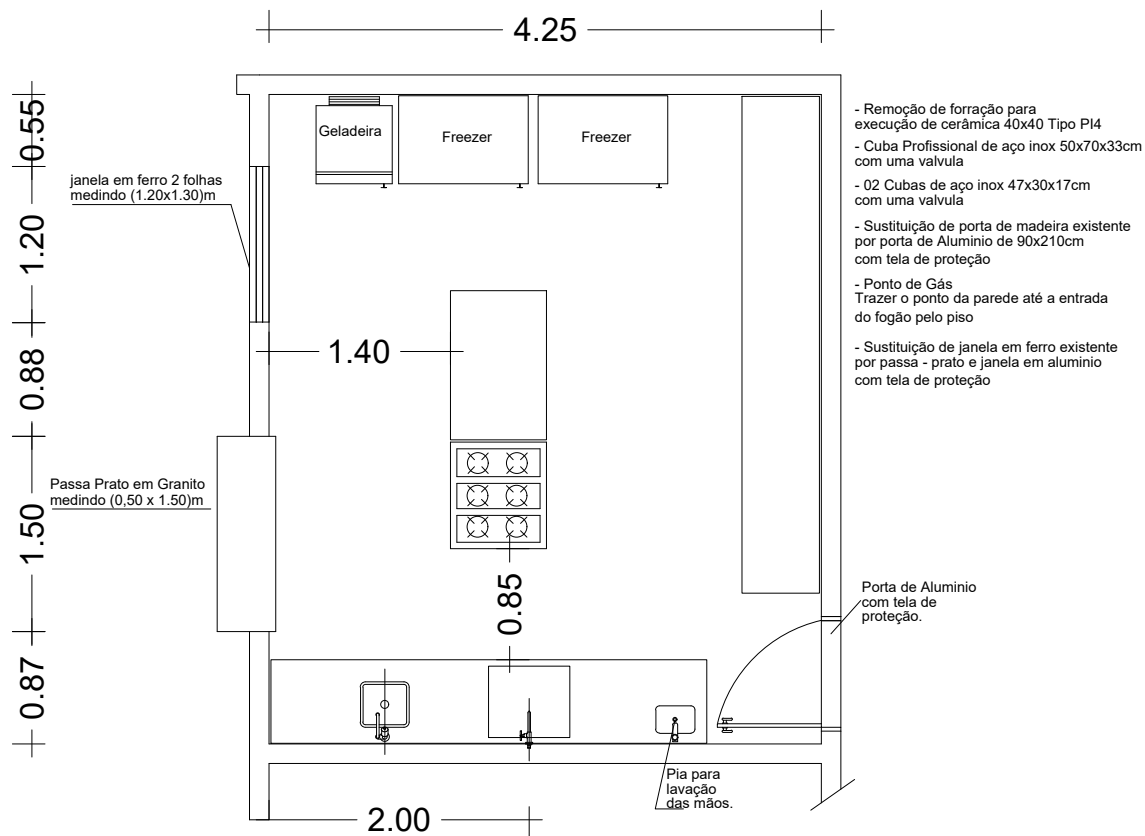 4.25
0.55
1.20
0.88
1.50
0.87
Geladeira
Freezer
Freezer
janela em ferro 2 folhas
medindo (1.20x1.30)m
1.40
Passa Prato em Granito
medindo (0,50 x 1.50)m
0.85
2.00
Pia para
lavação
das mãos.
Porta de Aluminio
com tela de
proteção.
- Remoção de forração para
execução de cerâmica 40x40 Tipo PI4
- Cuba Profissional de aço inox 50x70x33cm
com uma valvula
- 02 Cubas de aço inox 47x30x17cm
com uma valvula
- Sustituição de porta de madeira existente
por porta de Aluminio de 90x210cm
com tela de proteção
- Ponto de Gás
Trazer o ponto da parede até a entrada
do fogão pelo piso
- Sustituição de janela em ferro existente
por passa - prato e janela em aluminio
com tela de proteção